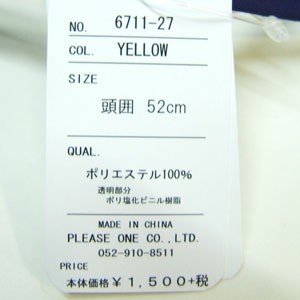 NO. 6711-27
COL. YELLOW
SIZE
頭囲 52cm
QUAL.
ポリエステル100%
透明部分
ポリ塩化ビニル樹脂
MADE IN CHINA
PLEASE ONE CO.,LTD.
052-910-8511
PRICE
本体価格¥1,500+税